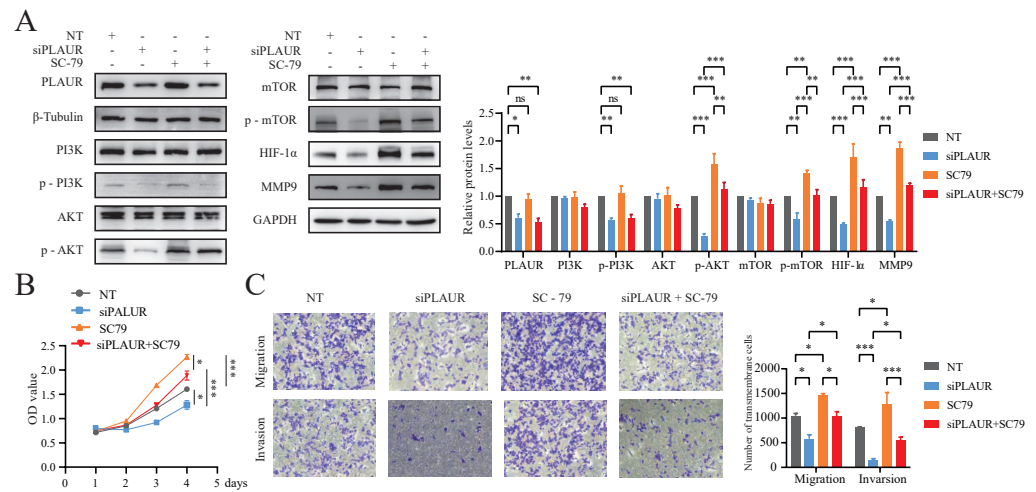 A
NT + - - -
siPLAUR - + - +
SC-79 - - + +
PLAUR
β-Tubulin
PI3K
p - PI3K
AKT
p - AKT
NT + - - -
siPLAUR - + - +
SC-79 - - + +
mTOR
p - mTOR
HIF-1α
MMP9
GAPDH
Relative protein levels
2.5
2.0
1.5
1.0
0.5
0.0
** ** *** ** *** ***
ns ns *** *** *** ***
* ** *** ** *** ** *** *** ** ***
PLAUR PI3K p-PI3K AKT p-AKT mTOR p-mTOR HIF-1α MMP9
NT
siPLAUR
SC79
siPLAUR+SC79
B
NT
siPALUR
SC79
siPLAUR+SC79
OD value
2.5
2.0
1.5
1.0
0.5
0.0
0 1 2 3 4 5 days
* * *** ***
C
NT siPLAUR SC - 79 siPLAUR + SC-79
Migration
Invasion
Number of transmembrane cells
2000
1500
1000
500
0
* * * *
* * *** * *
***
Migration Invarsion
NT
siPLAUR
SC79
siPLAUR+SC79